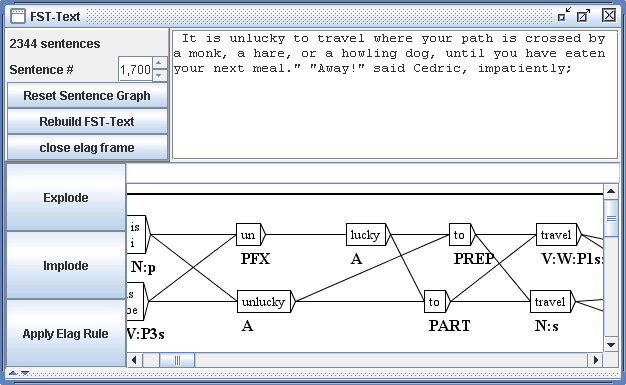 FST-Text
2344 sentences
Sentence # 1,700
Reset Sentence Graph
Rebuild FST-Text
close elag frame
It is unlucky to travel where your path is crossed by
a monk, a hare, or a howling dog, until you have eaten
your next meal." "Away!" said Cedric, impatiently;
Explode
Implode
Apply Elag Rule
is un lucky to travel
i
N:p PFX A PREP V:W:P1s:
is unlucky to travel
be
V:P3s A PART N:s